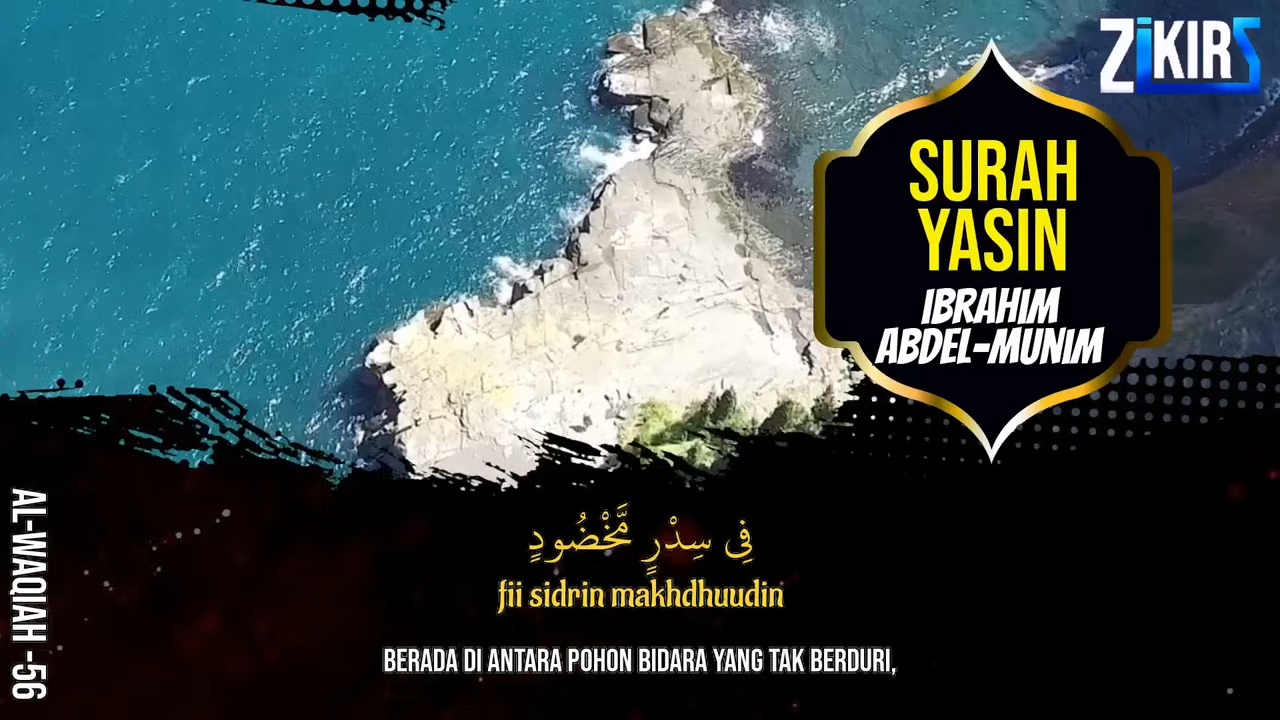 ZiKIRS
SURAH
YASIN
IBRAHIM
ABDEL-MUNIM
AL-WAQIAH -56
فِي سِدْرٍ مَّخْضُودٍ
fii sidrin makhdhuudin
BERADA DI ANTARA POHON BIDARA YANG TAK BERDURI,